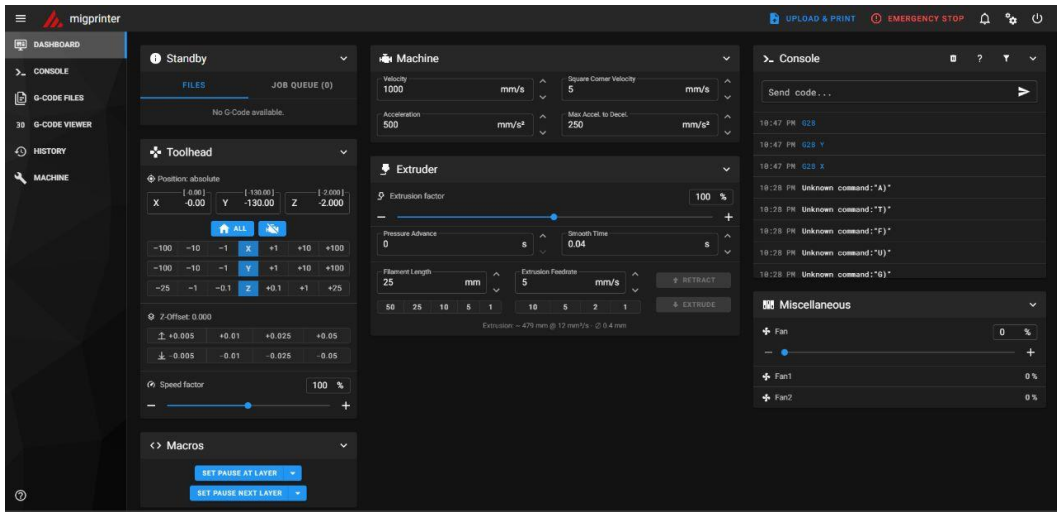 migprinter
UPLOAD & PRINT
EMERGENCY STOP
DASHBOARD
CONSOLE
G-CODE FILES
30 G-CODE VIEWER
HISTORY
MACHINE
Standby
FILES JOB QUEUE (0)
No G-Code available.
Toolhead
Position: absolute
[-0.00] [-130.00] [-2.000]
X -0.00 Y -130.00 Z -2.000
ALL
-100 -10 -1 X +1 +10 +100
-100 -10 -1 Y +1 +10 +100
-25 -1 -0.1 Z +0.1 +1 +25
Z-Offset: 0.000
+0.005 +0.01 +0.025 +0.05
-0.005 -0.01 -0.025 -0.05
Speed factor 100 %
Macros
SET PAUSE AT LAYER
SET PAUSE NEXT LAYER
Machine
Velocity Square Corner Velocity
1000 mm/s 5 mm/s
Acceleration Max Accel. to Decel.
500 mm/s² 250 mm/s²
Extruder
Extrusion factor 100 %
Pressure Advance Smooth Time
0 s 0.04 s
Filament Length Extrusion Feedrate
25 mm 5 mm/s RETRACT
50 25 10 5 1 10 5 2 1 EXTRUDE
Extrusion: ~ 479 mm @ 12 mm³/s - ∅ 0.4 mm
Console
Send code...
10:47 PM G28
10:47 PM G28 Y
10:47 PM G28 X
10:28 PM Unknown command:"A)"
10:28 PM Unknown command:"T)"
10:28 PM Unknown command:"F)"
10:28 PM Unknown command:"U)"
10:28 PM Unknown command:"G)"
Miscellaneous
Fan 0 %
Fan1 0 %
Fan2 0 %